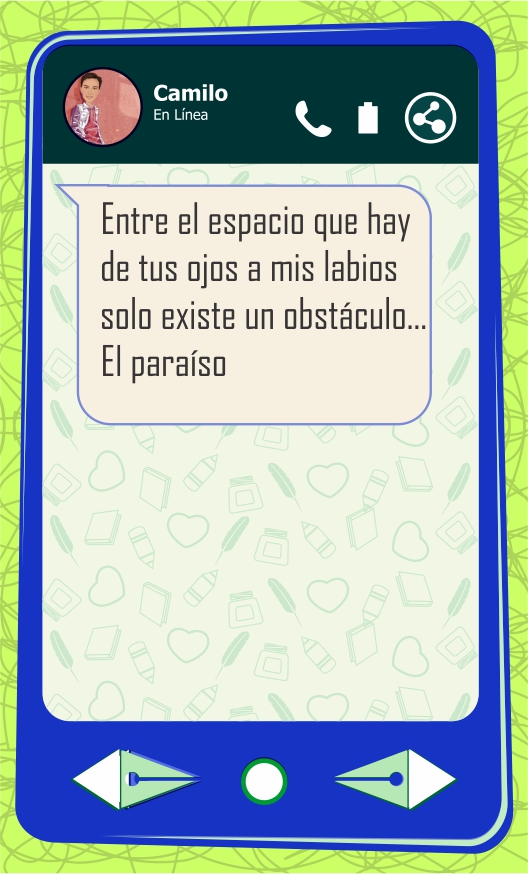 Camilo
En Línea
Entre el espacio que hay
de tus ojos a mis labios
solo existe un obstáculo...
El paraíso